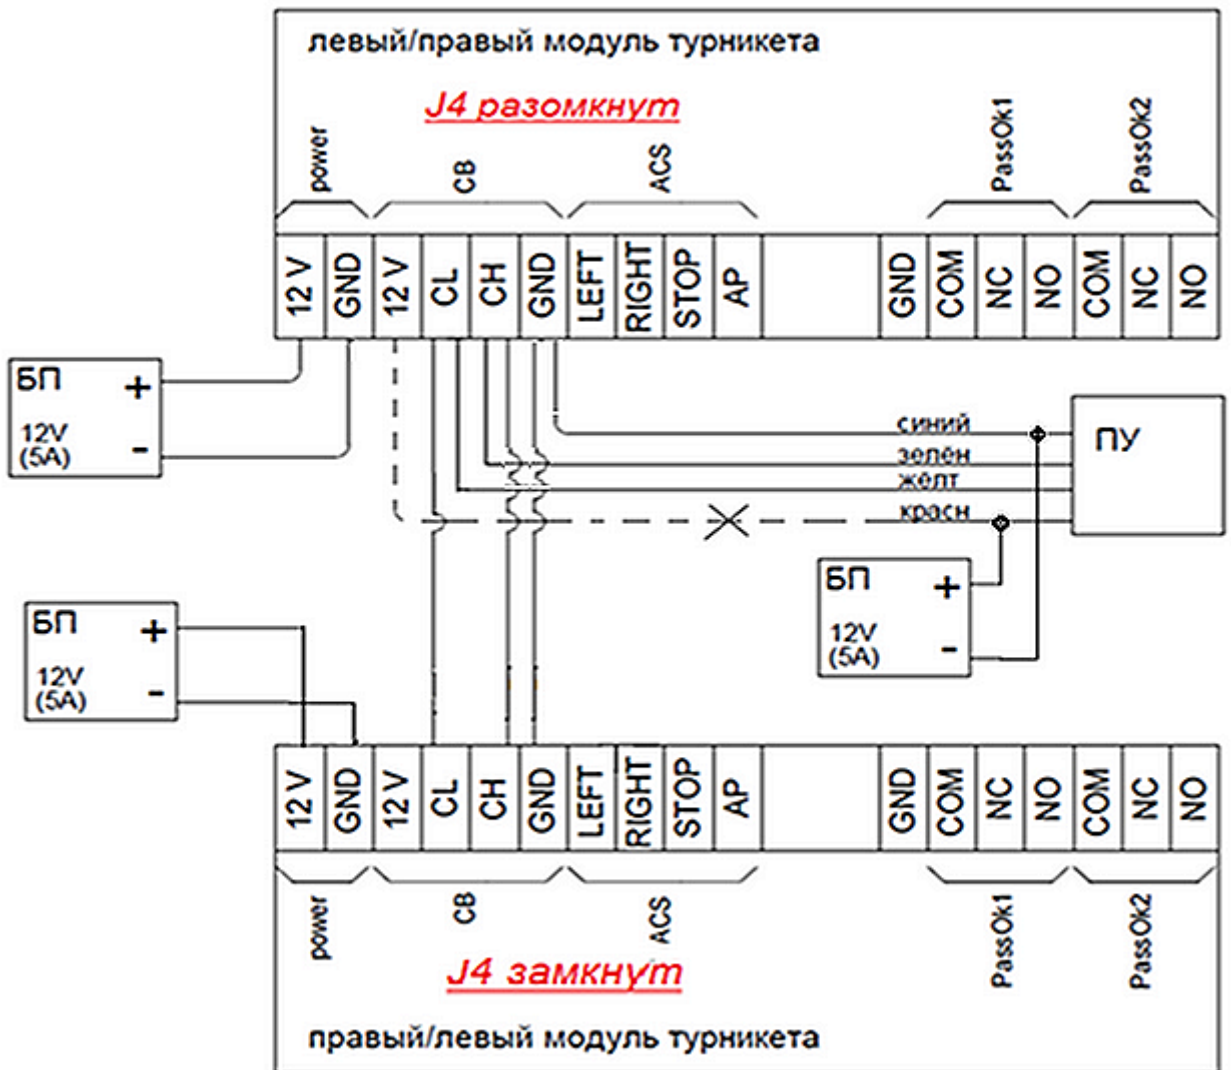 левый/правый модуль турникета
J4 разомкнут
power
CB
ACS
PassOk1
PassOk2
12 V
GND
12 V
CL
CH
GND
LEFT
RIGHT
STOP
AP
GND
COM
NC
NO
COM
NC
NO
БП
+
12V
(5A)
-
синий
зелён
жёлт
красн
ПУ
БП
+
12V
(5A)
-
БП
+
12V
(5A)
-
12 V
GND
12 V
CL
CH
GND
LEFT
RIGHT
STOP
AP
GND
COM
NC
NO
COM
NC
NO
power
CB
ACS
PassOk1
PassOk2
J4 замкнут
правый/левый модуль турникета